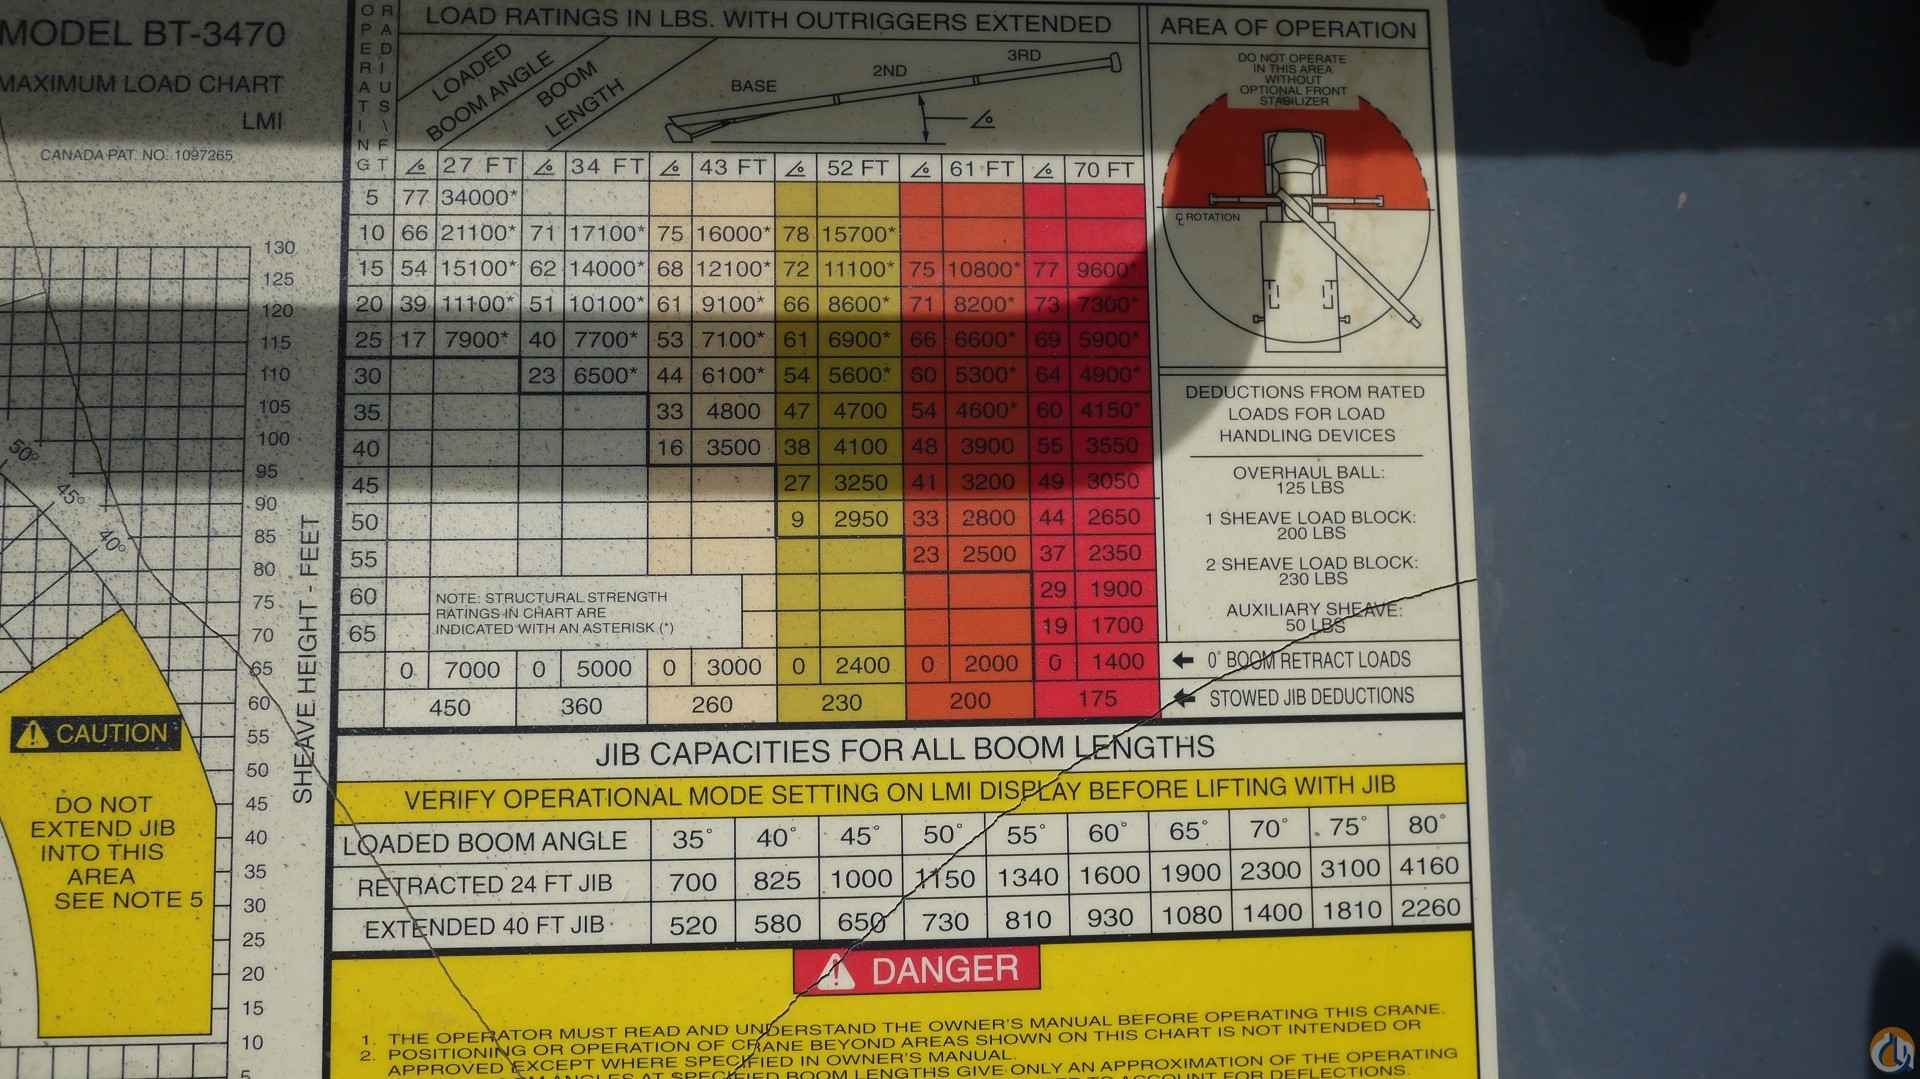 MODEL BT-3470
MAXIMUM LOAD CHART
LMI
CANADA PAT. NO. 1097265
130
125
120
115
110
105
100
95
90
85
80
75
70
65
60
55
50
45
40
35
30
25
20
15
10
5
50°
45°
40°
SHEAVE HEIGHT - FEET
CAUTION
DO NOT
EXTEND JIB
INTO THIS
AREA
SEE NOTE 5
OPERATING
RADIUS\FT
LOAD RATINGS IN LBS. WITH OUTRIGGERS EXTENDED
LOADED
BOOM ANGLE
BOOM
LENGTH
BASE
2ND
3RD
27 FT 34 FT 43 FT 52 FT 61 FT 70 FT
5 77 34000*
10 66 21100* 71 17100* 75 16000* 78 15700*
15 54 15100* 62 14000* 68 12100* 72 11100* 75 10800* 77 9600*
20 39 11100* 51 10100* 61 9100* 66 8600* 71 8200* 73 7300*
25 17 7900* 40 7700* 53 7100* 61 6900* 66 6600* 69 5900*
30 23 6500* 44 6100* 54 5600* 60 5300* 64 4900*
35 33 4800 47 4700 54 4600* 60 4150*
40 16 3500 38 4100 48 3900 55 3550
45 27 3250 41 3200 49 3050
50 9 2950 33 2800 44 2650
55 23 2500 37 2350
60 29 1900
65 19 1700
NOTE: STRUCTURAL STRENGTH
RATINGS IN CHART ARE
INDICATED WITH AN ASTERISK (*)
0 7000 0 5000 0 3000 0 2400 0 2000 0 1400 0° BOOM RETRACT LOADS
450 360 260 230 200 175 STOWED JIB DEDUCTIONS
AREA OF OPERATION
DO NOT OPERATE
IN THIS AREA
WITHOUT
OPTIONAL FRONT
STABILIZER
℄ ROTATION
DEDUCTIONS FROM RATED
LOADS FOR LOAD
HANDLING DEVICES
OVERHAUL BALL:
125 LBS
1 SHEAVE LOAD BLOCK:
200 LBS
2 SHEAVE LOAD BLOCK:
230 LBS
AUXILIARY SHEAVE:
50 LBS
JIB CAPACITIES FOR ALL BOOM LENGTHS
VERIFY OPERATIONAL MODE SETTING ON LMI DISPLAY BEFORE LIFTING WITH JIB
LOADED BOOM ANGLE 35° 40° 45° 50° 55° 60° 65° 70° 75° 80°
RETRACTED 24 FT JIB 700 825 1000 1150 1340 1600 1900 2300 3100 4160
EXTENDED 40 FT JIB 520 580 650 730 810 930 1080 1400 1810 2260
DANGER
1. THE OPERATOR MUST READ AND UNDERSTAND THE OWNER'S MANUAL BEFORE OPERATING THIS CRANE.
2. POSITIONING OR OPERATION OF CRANE BEYOND AREAS SHOWN ON THIS CHART IS NOT INTENDED OR
APPROVED EXCEPT WHERE SPECIFIED IN OWNER'S MANUAL.
ANGLES AT SPECIFIED BOOM LENGTHS GIVE ONLY AN APPROXIMATION OF THE OPERATING
TO ACCOUNT FOR DEFLECTIONS.